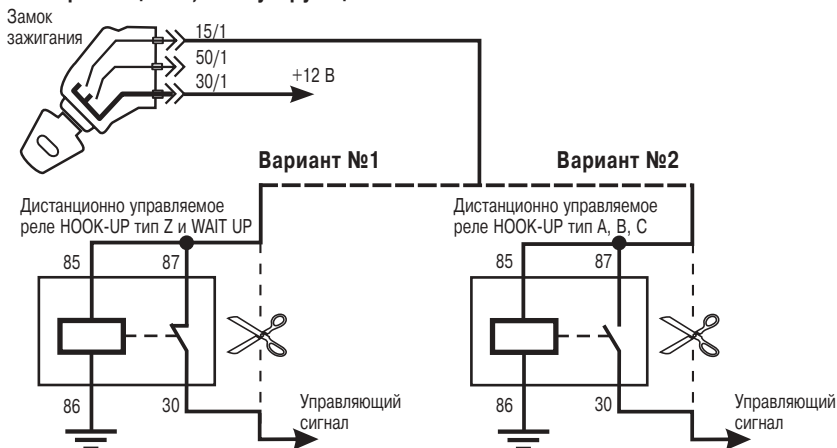 Замок
зажигания
15/1
50/1
30/1
+12 В
Вариант №1
Вариант №2
Дистанционно управляемое
реле HOOK-UP тип Z и WAIT UP
Дистанционно управляемое
реле HOOK-UP тип A, B, C
85
87
85
87
86
30
Управляющий
сигнал
86
30
Управляющий
сигнал